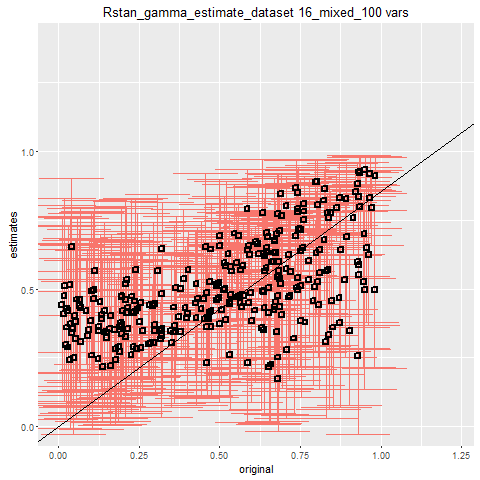 Rstan_gamma_estimate_dataset 16_mixed_100 vars
estimates
1.0
0.5
0.0
0.00 0.25 0.50 0.75 1.00 1.25
original